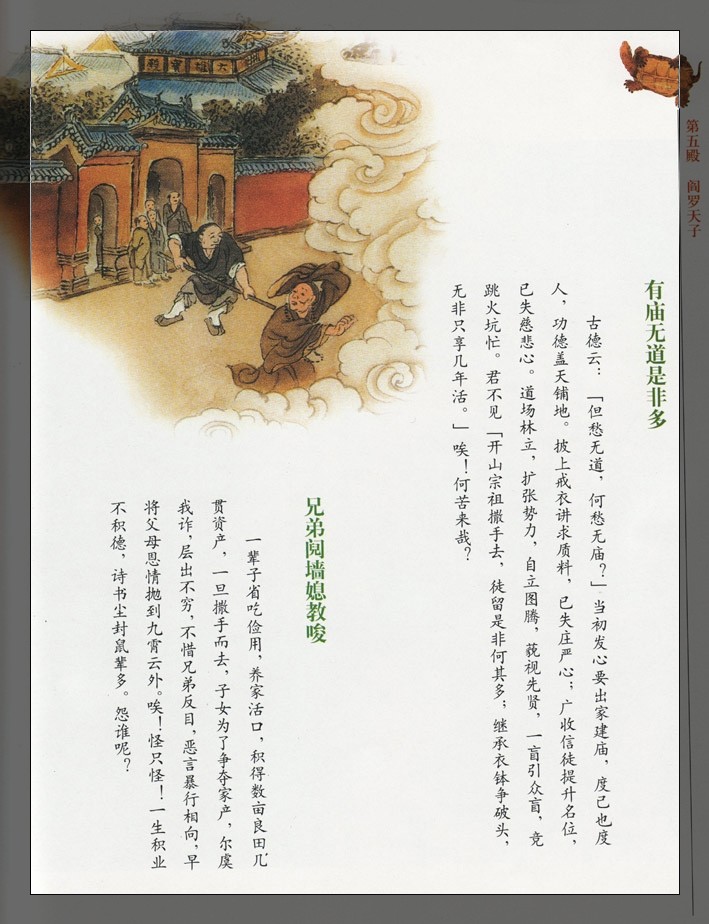 第五殿 阎罗天子
大雄宝殿
有庙无道是非多
古德云：「但愁无道，何愁无庙？」当初发心要出家建庙，度己也度
人，功德盖天铺地。披上戒衣讲求质料，已失庄严心；广收信徒提升名位，
已失慈悲心。道场林立，扩张势力，自立图腾，藐视先贤，一盲引众盲，竞
跳火坑忙。君不见「开山宗祖撒手去，徒留是非何其多；继承衣钵争破头，
无非只享几年活。」唉！何苦来哉？
兄弟阋墙媳教唆
一辈子省吃俭用，养家活口，积得数亩良田几
贯资产，一旦撒手而去，子女为了争夺家产，尔虞
我诈，层出不穷，不惜兄弟反目，恶言暴行相向，早
将父母恩情抛到九霄云外。唉！怪只怪！一生积业
不积德，诗书尘封鼠辈多。怨谁呢？